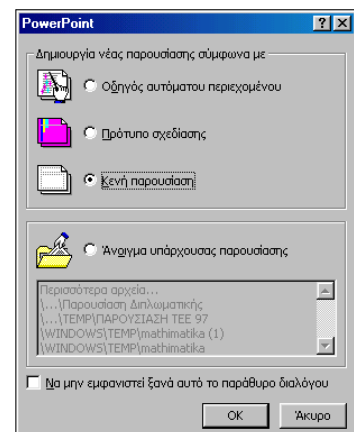 PowerPoint
Δημιουργία νέας παρουσίασης σύμφωνα με
Οδηγός αυτόματου περιεχομένου
Πρότυπο σχεδίασης
Κενή παρουσίαση
Άνοιγμα υπάρχουσας παρουσίασης
Περισσότερα αρχεία...
\...\Παρουσίαση Διπλωματικής
\...\TEMP\ΠΑΡΟΥΣΙΑΣΗ ΤΕΕ 97
\WINDOWS\TEMP\mathimatika (1)
\WINDOWS\TEMP\mathimatika
Να μην εμφανιστεί ξανά αυτό το παράθυρο διαλόγου
OK
Άκυρο